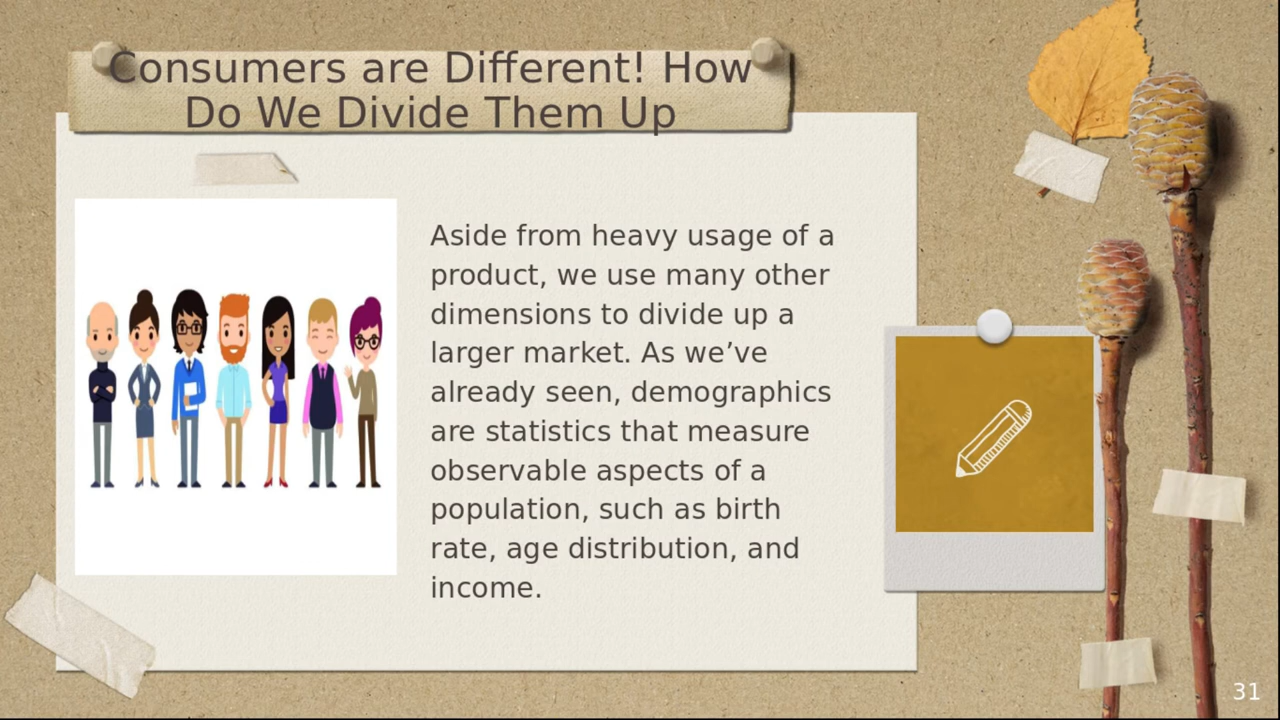 Consumers are Different! How
Do We Divide Them Up
Aside from heavy usage of a
product, we use many other
dimensions to divide up a
larger market. As we’ve
already seen, demographics
are statistics that measure
observable aspects of a
population, such as birth
rate, age distribution, and
income.
31